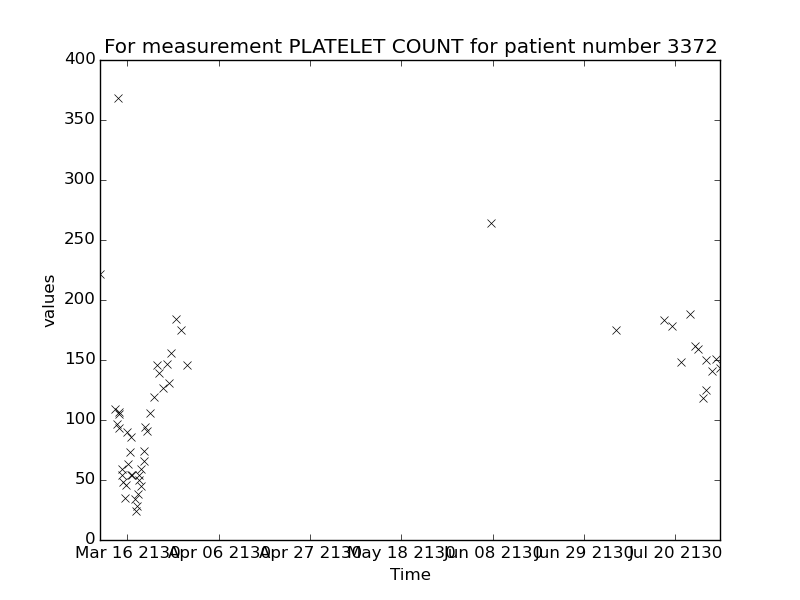 For measurement PLATELET COUNT for patient number 3372
400
350
300
250
200
150
100
50
0
values
Mar 16 2130 Apr 06 2130 Apr 27 2130 May 18 2130 Jun 08 2130 Jun 29 2130 Jul 20 2130
Time